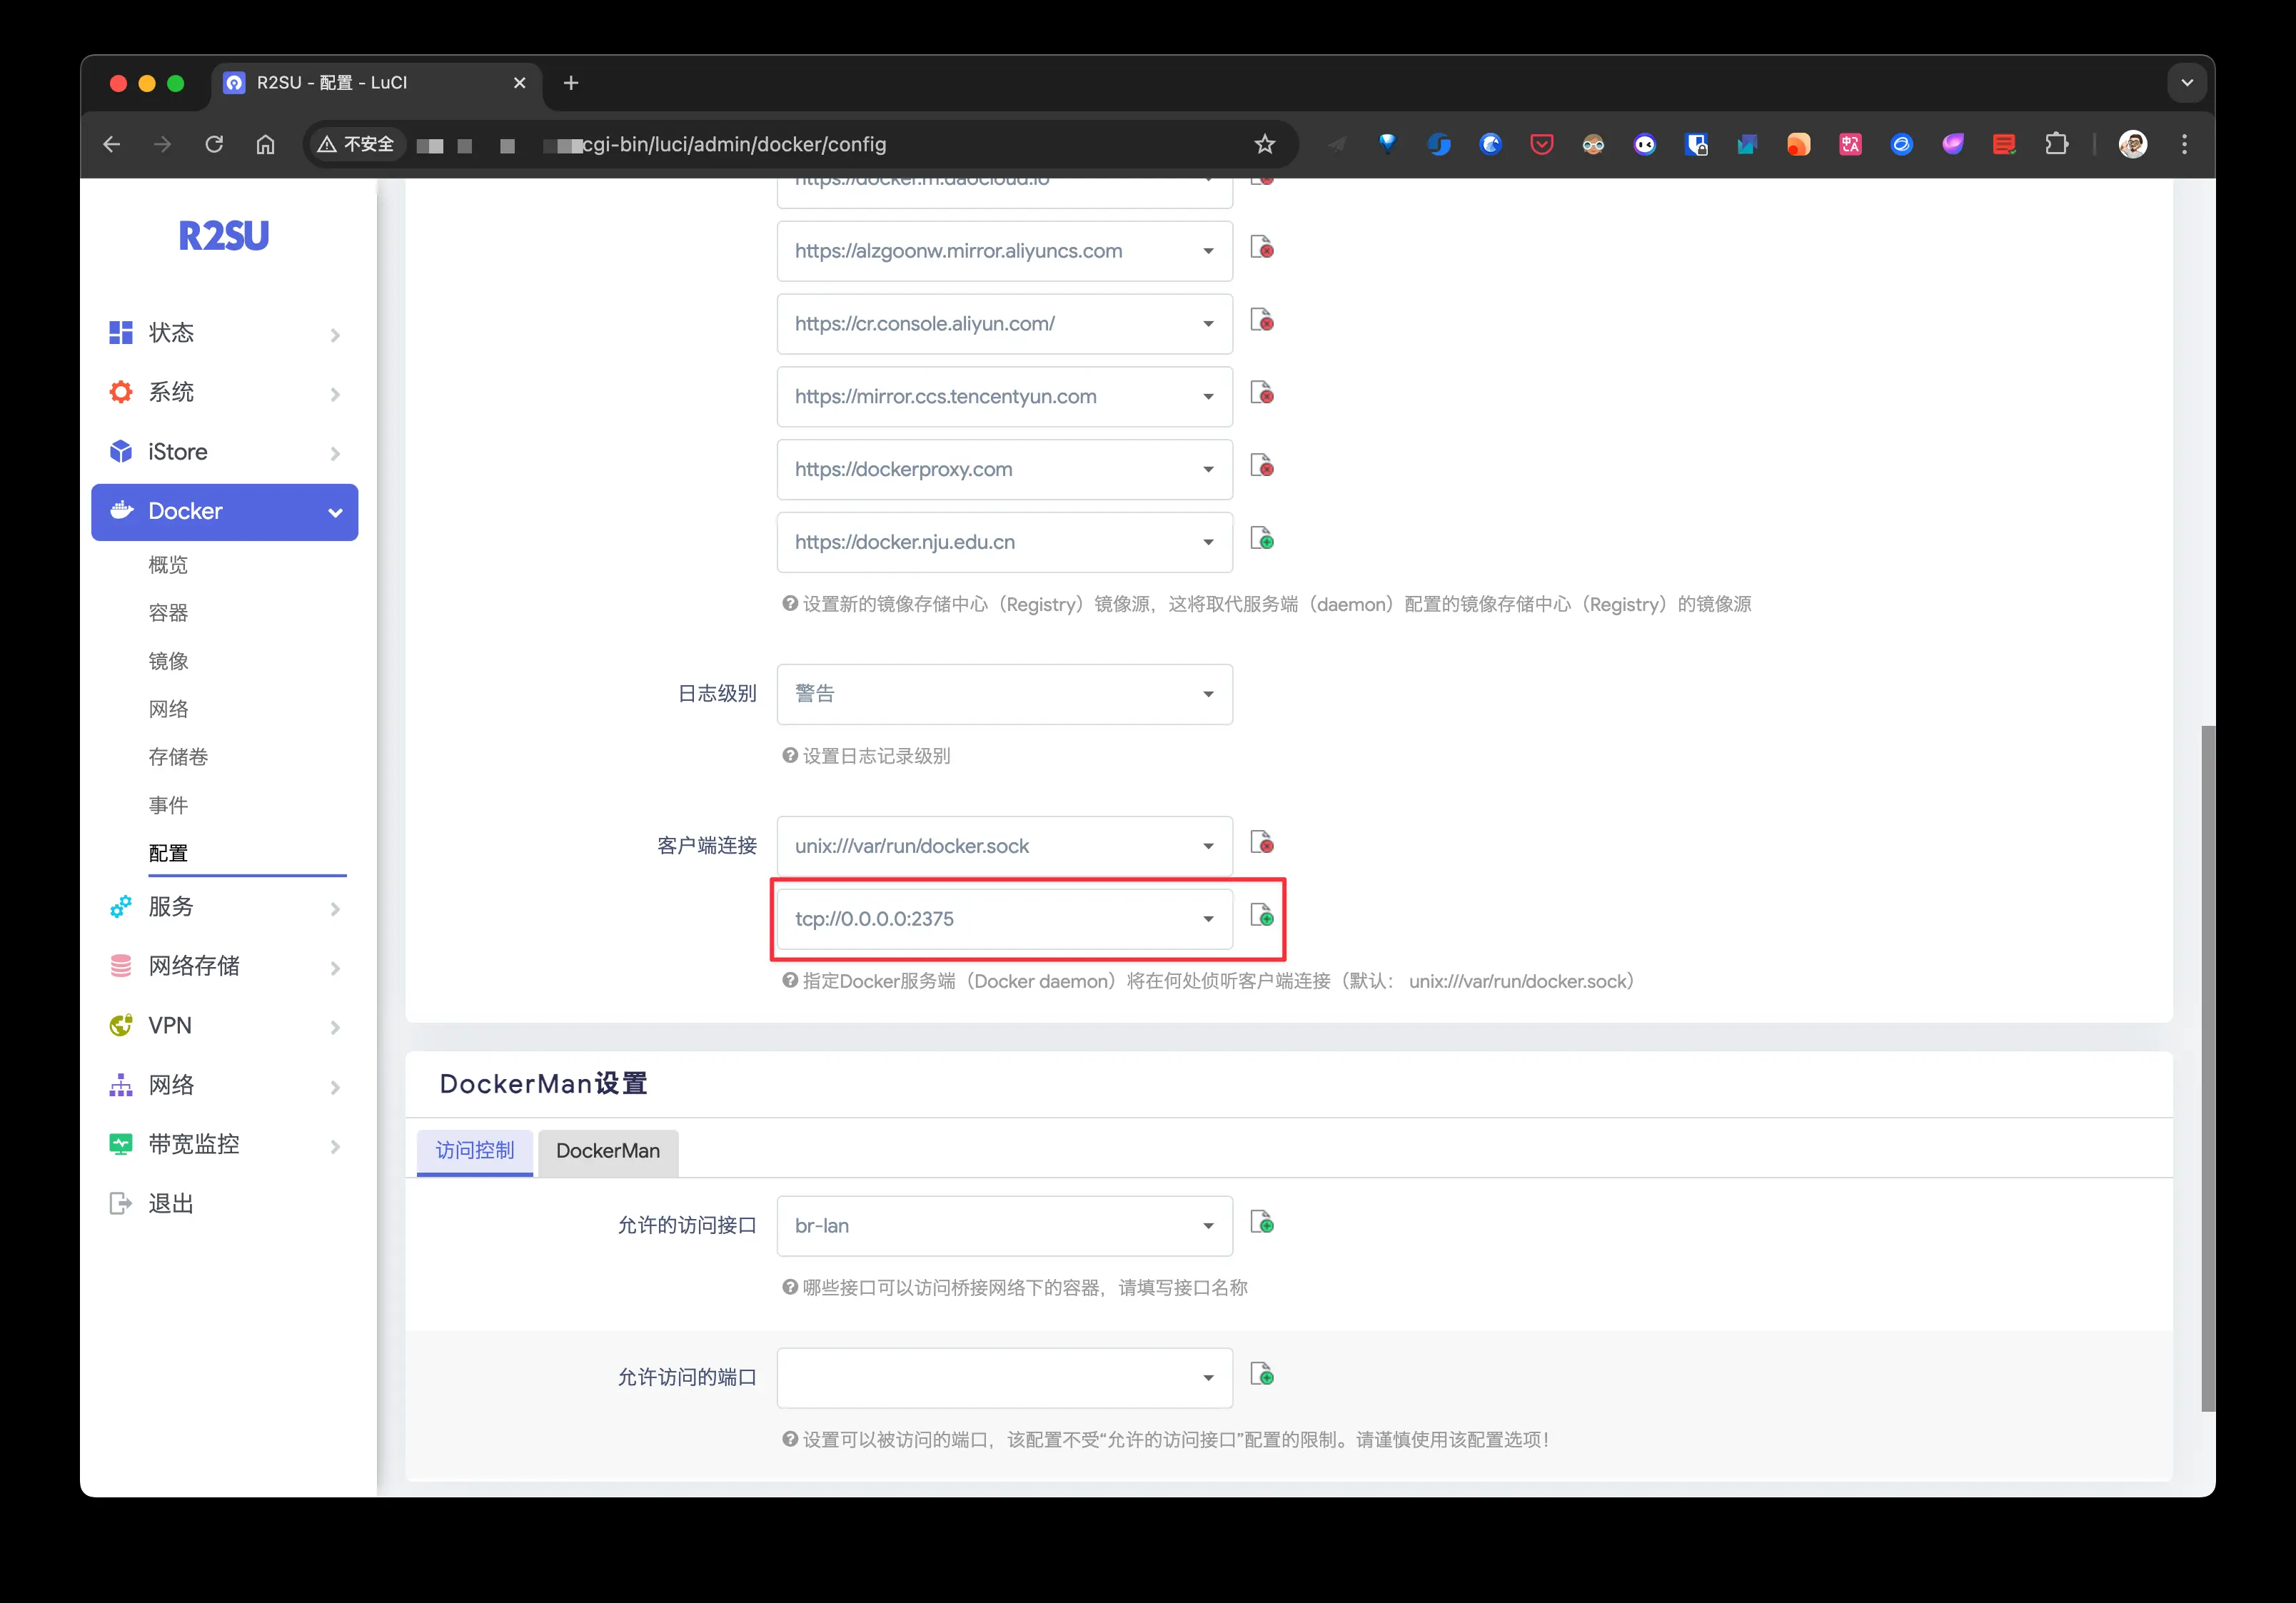 R2SU - 配置 - LuCI
不安全
cgi-bin/luci/admin/docker/config
R2SU
状态
系统
iStore
Docker
概览
容器
镜像
网络
存储卷
事件
配置
服务
网络存储
VPN
网络
带宽监控
退出
https://docker.m.daocloud.io
https://alzgoonw.mirror.aliyuncs.com
https://cr.console.aliyun.com/
https://mirror.ccs.tencentyun.com
https://dockerproxy.com
https://docker.nju.edu.cn
设置新的镜像存储中心（Registry）镜像源，这将取代服务端（daemon）配置的镜像存储中心（Registry）的镜像源
日志级别
警告
设置日志记录级别
客户端连接
unix:///var/run/docker.sock
tcp://0.0.0.0:2375
指定Docker服务端（Docker daemon）将在何处侦听客户端连接（默认： unix:///var/run/docker.sock）
DockerMan设置
访问控制
DockerMan
允许的访问接口
br-lan
哪些接口可以访问桥接网络下的容器，请填写接口名称
允许访问的端口
设置可以被访问的端口，该配置不受“允许的访问接口”配置的限制。请谨慎使用该配置选项！